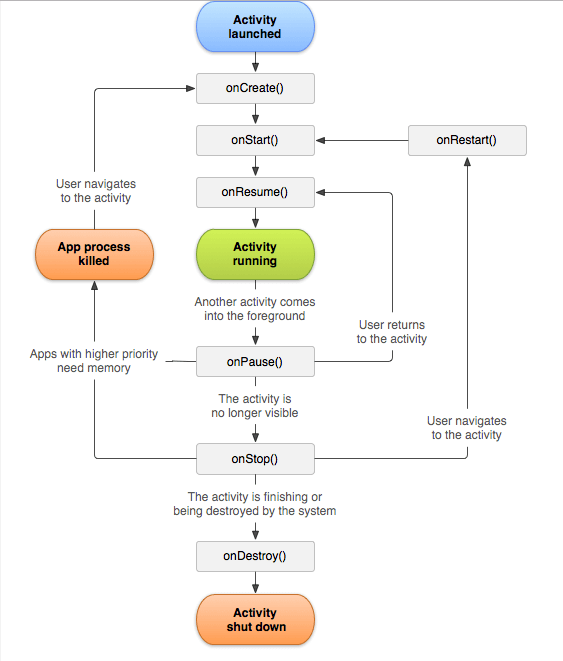 Activity
launched
onCreate()
onStart()
onRestart()
onResume()
User navigates
to the activity
App process
killed
Activity
running
Another activity comes
into the foreground
User returns
to the activity
Apps with higher priority
need memory
onPause()
The activity is
no longer visible
User navigates
to the activity
onStop()
The activity is finishing or
being destroyed by the system
onDestroy()
Activity
shut down